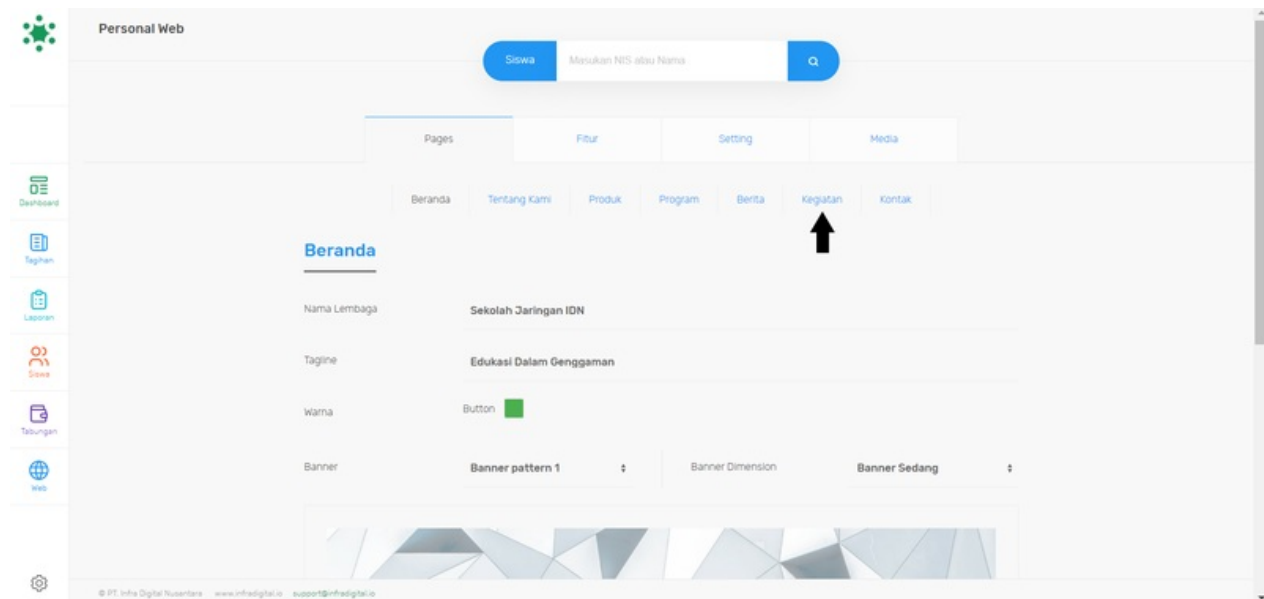 Personal Web
Siswa Masukan NIS atau Nama
Pages Fitur Setting Media
Beranda Tentang Kami Produk Program Berita Kegiatan Kontak
Dashboard
Tagihan
Laporan
Siswa
Tabungan
Web
Beranda
Nama Lembaga Sekolah Jaringan IDN
Tagline Edukasi Dalam Genggaman
Warna Button
Banner Banner pattern 1 Banner Dimension Banner Sedang
© PT. Infra Digital Nusantara www.infradigital.io support@infradigital.io